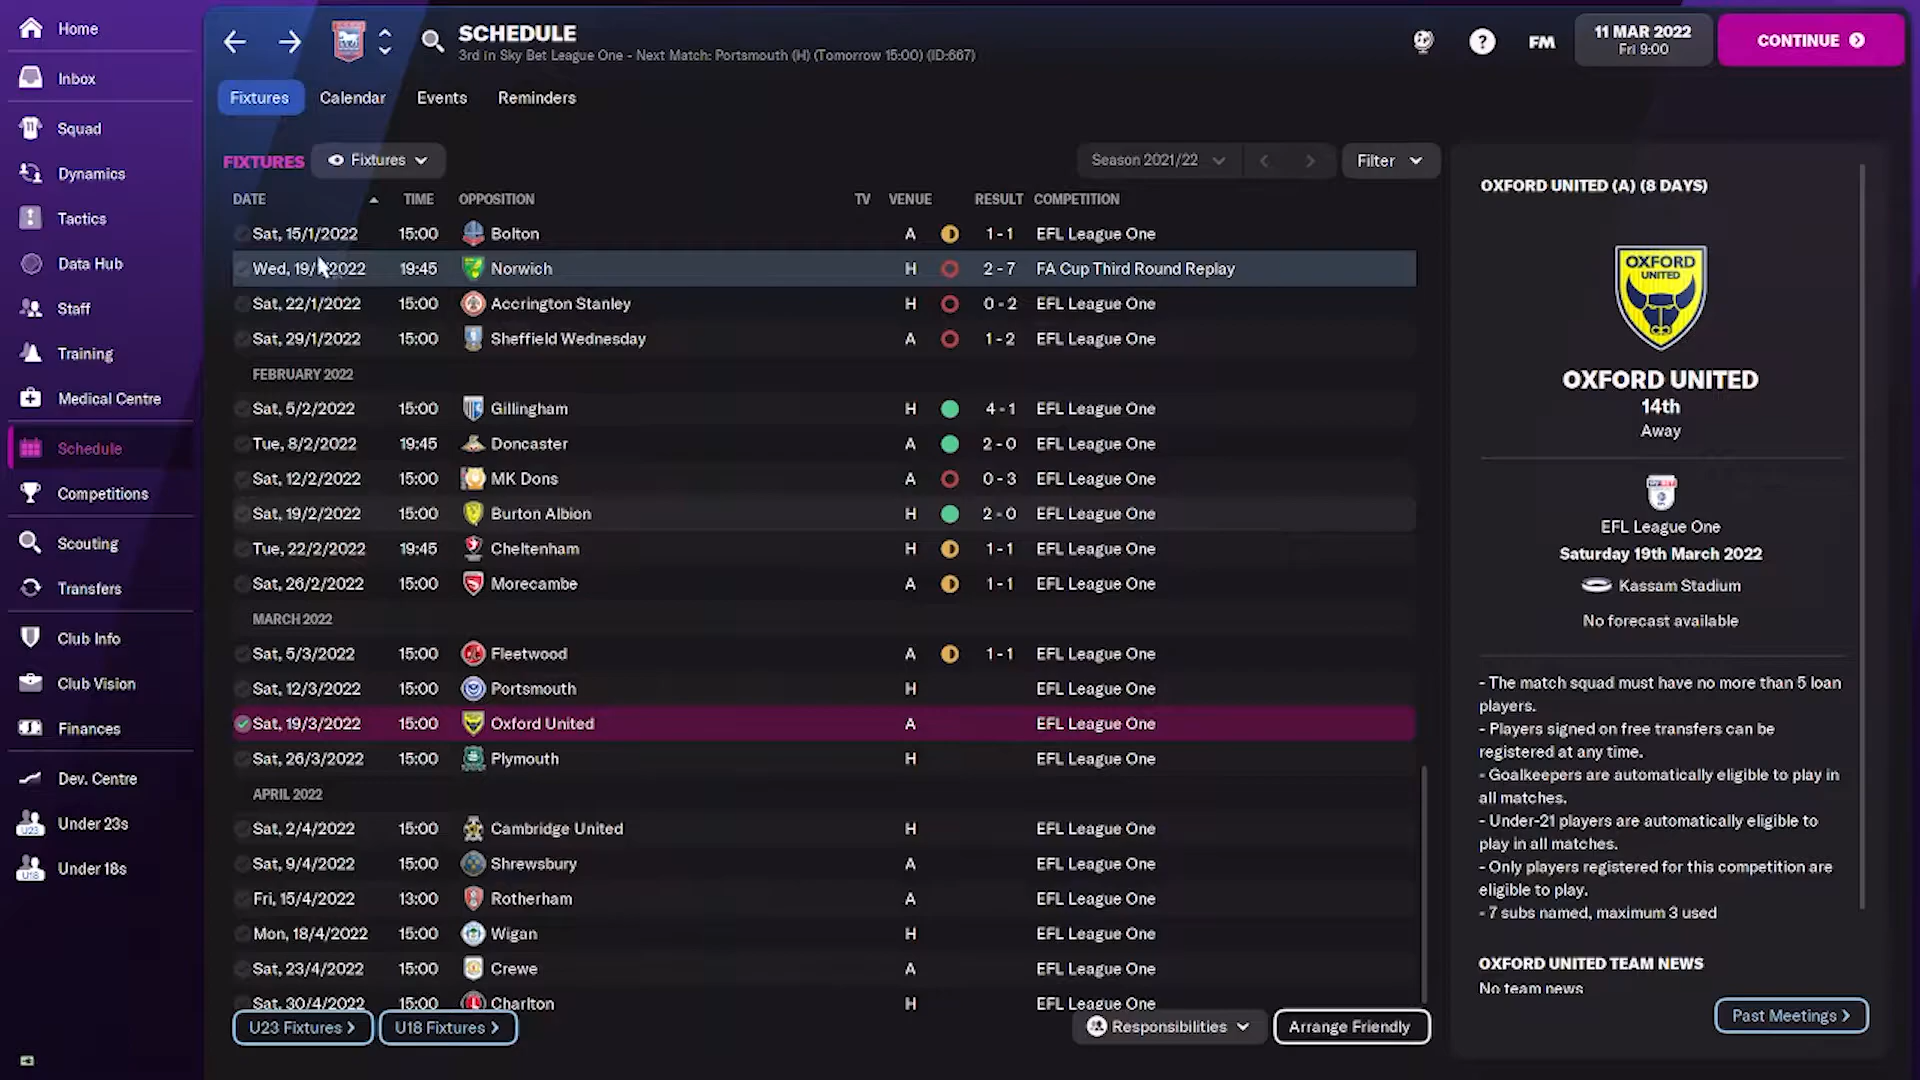 Home
Inbox
Squad
Dynamics
Tactics
Data Hub
Staff
Training
Medical Centre
Schedule
Competitions
Scouting
Transfers
Club Info
Club Vision
Finances
Dev. Centre
U23 Under 23s
U18 Under 18s
SCHEDULE
3rd in Sky Bet League One - Next Match: Portsmouth (H) (Tomorrow 15:00) (ID:667)
? FM
11 MAR 2022
Fri 9:00
CONTINUE
Fixtures Calendar Events Reminders
FIXTURES Fixtures Season 2021/22 Filter
DATE TIME OPPOSITION TV VENUE RESULT COMPETITION
Sat, 15/1/2022 15:00 Bolton A 1-1 EFL League One
Wed, 19/ 2022 19:45 Norwich H 2-7 FA Cup Third Round Replay
Sat, 22/1/2022 15:00 Accrington Stanley H 0-2 EFL League One
Sat, 29/1/2022 15:00 Sheffield Wednesday A 1-2 EFL League One
FEBRUARY 2022
Sat, 5/2/2022 15:00 Gillingham H 4-1 EFL League One
Tue, 8/2/2022 19:45 Doncaster A 2-0 EFL League One
Sat, 12/2/2022 15:00 MK Dons A 0-3 EFL League One
Sat, 19/2/2022 15:00 Burton Albion H 2-0 EFL League One
Tue, 22/2/2022 19:45 Cheltenham H 1-1 EFL League One
Sat, 26/2/2022 15:00 Morecambe A 1-1 EFL League One
MARCH 2022
Sat, 5/3/2022 15:00 Fleetwood A 1-1 EFL League One
Sat, 12/3/2022 15:00 Portsmouth H EFL League One
Sat, 19/3/2022 15:00 Oxford United A EFL League One
Sat, 26/3/2022 15:00 Plymouth H EFL League One
APRIL 2022
Sat, 2/4/2022 15:00 Cambridge United H EFL League One
Sat, 9/4/2022 15:00 Shrewsbury A EFL League One
Fri, 15/4/2022 13:00 Rotherham A EFL League One
Mon, 18/4/2022 15:00 Wigan H EFL League One
Sat, 23/4/2022 15:00 Crewe A EFL League One
Sat, 30/4/2022 15:00 Charlton H EFL League One
U23 Fixtures > U18 Fixtures > Responsibilities Arrange Friendly
OXFORD UNITED (A) (8 DAYS)
OXFORD
UNITED
OXFORD UNITED
14th
Away
EFL League One
Saturday 19th March 2022
Kassam Stadium
No forecast available
- The match squad must have no more than 5 loan
players.
- Players signed on free transfers can be
registered at any time.
- Goalkeepers are automatically eligible to play in
all matches.
- Under-21 players are automatically eligible to
play in all matches.
- Only players registered for this competition are
eligible to play.
- 7 subs named, maximum 3 used
OXFORD UNITED TEAM NEWS
No team news
Past Meetings >